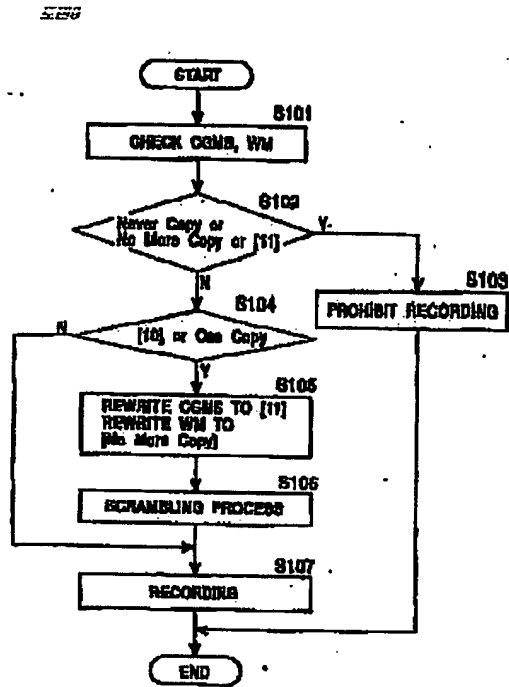 START
S101
CHECK CGMS, WM
S102
Never Copy or
No More Copy or [11]
Y
N
S103
PROHIBIT RECORDING
S104
[10] or One Copy
N
Y
S105
REWRITE CGMS TO [11]
REWRITE WM TO
[No More Copy]
S106
SCRAMBLING PROCESS
S107
RECORDING
END